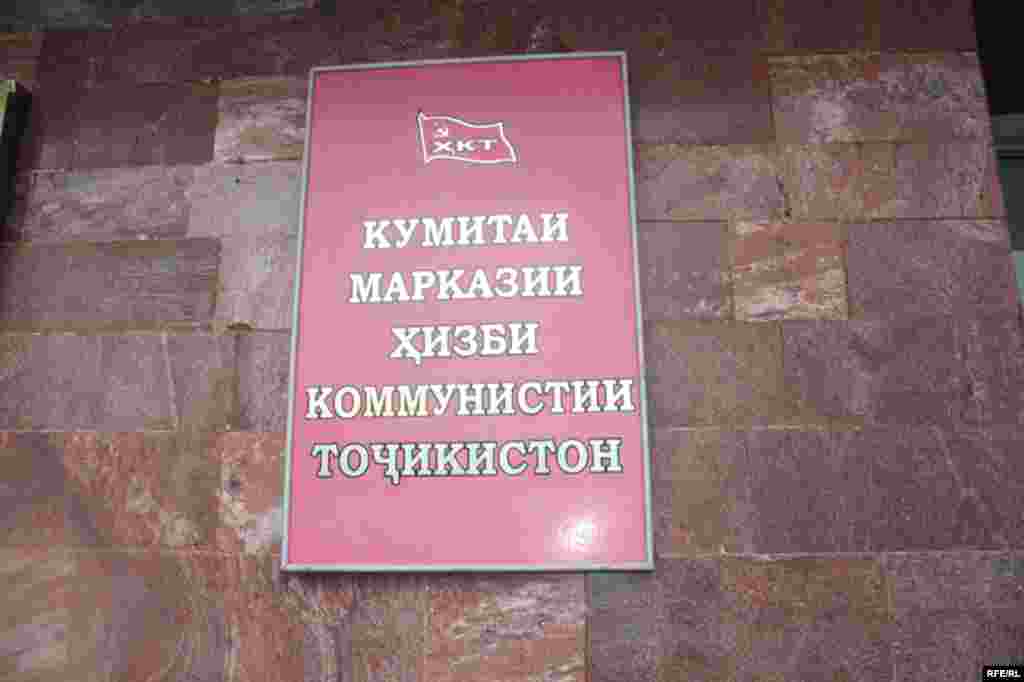 ҲКТ
КУМИТАИ
МАРКАЗИИ
ҲИЗБИ
КОММУНИСТИИ
ТОҶИКИСТОН
RFE/RL